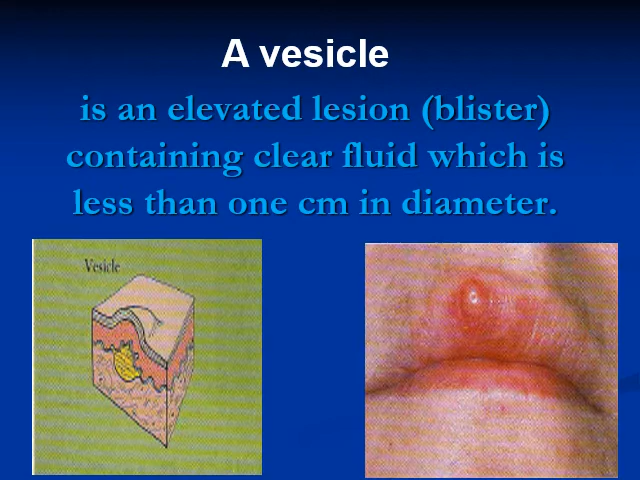 A vesicle
is an elevated lesion (blister)
containing clear fluid which is
less than one cm in diameter.
Vesicle